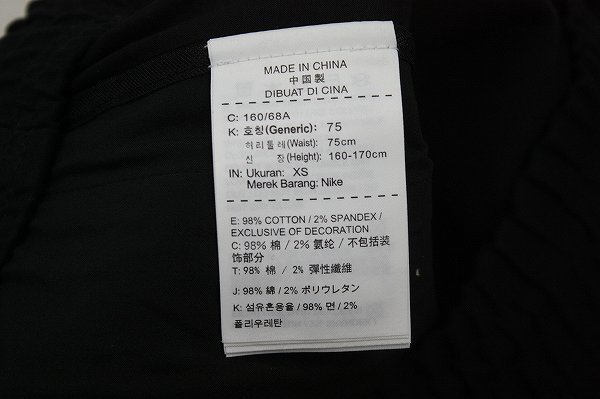 MADE IN CHINA
中国製
DIBUAT DI CINA
C: 160/68A
K: 호칭(Generic): 75
허리둘레(Waist): 75cm
신 장(Height): 160-170cm
IN: Ukuran: XS
Merek Barang: Nike
E: 98% COTTON / 2% SPANDEX /
EXCLUSIVE OF DECORATION
C: 98% 棉 / 2% 氨纶 / 不包括装
饰部分
T: 98% 棉 / 2% 彈性纖維
J: 98% 綿 / 2% ポリウレタン
K: 섬유혼용율 / 98% 면 / 2%
폴리우레탄